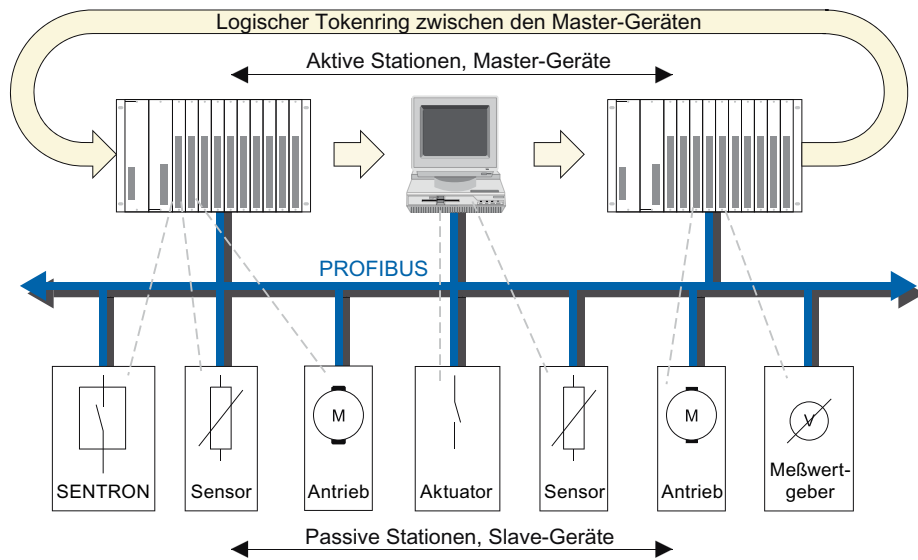 Logischer Tokenring zwischen den Master-Geräten
Aktive Stationen, Master-Geräte
PROFIBUS
M
M
V
SENTRON
Sensor
Antrieb
Aktuator
Sensor
Antrieb
Meßwert-
geber
Passive Stationen, Slave-Geräte